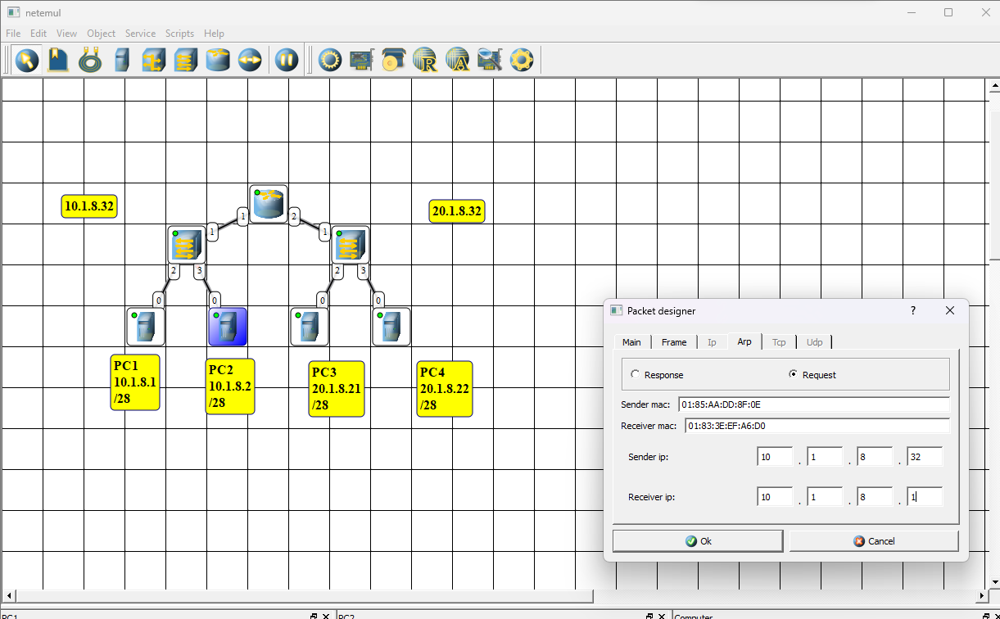 netemul
File Edit View Object Service Scripts Help
R A
10.1.8.32
20.1.8.32
1 2
1 1
2 3 2 3
0 0 0 0
PC1
10.1.8.1
/28
PC2
10.1.8.2
/28
PC3
20.1.8.21
/28
PC4
20.1.8.22
/28
Packet designer
?
Main Frame Ip Arp Tcp Udp
Response Request
Sender mac: 01:85:AA:DD:8F:0E
Receiver mac: 01:83:3E:EF:A6:D0
Sender ip: 10 . 1 . 8 . 32
Receiver ip: 10 . 1 . 8 . 1
Ok Cancel
PC1 PC2 Computer